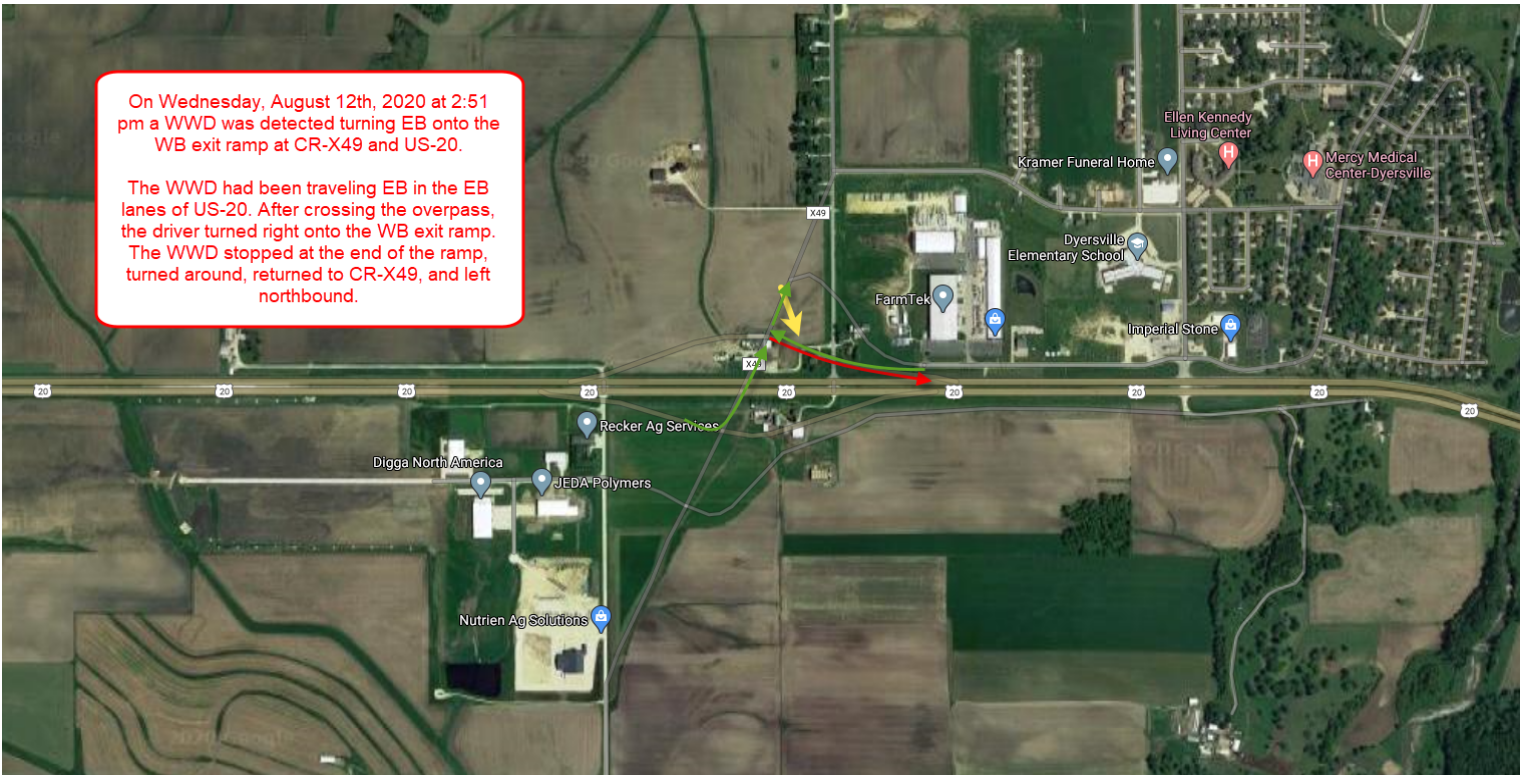 On Wednesday, August 12th, 2020 at 2:51
pm a WWD was detected turning EB onto the
WB exit ramp at CR-X49 and US-20.
The WWD had been traveling EB in the EB
lanes of US-20. After crossing the overpass,
the driver turned right onto the WB exit ramp.
The WWD stopped at the end of the ramp,
turned around, returned to CR-X49, and left
northbound.
Ellen Kennedy
Living Center
Kramer Funeral Home
Mercy Medical
Center-Dyersville
X49
Dyersville
Elementary School
FarmTek
Imperial Stone
X49
20
20
20
20
20
20
20
20
20
Recker Ag Services
Digga North America
JEDA Polymers
Nutrien Ag Solutions